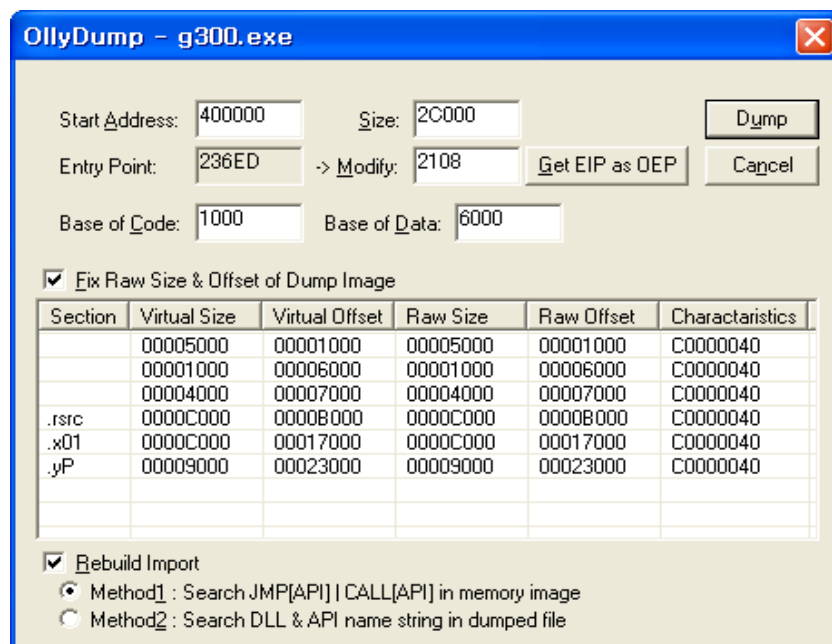 OllyDump - g300.exe
Start Address: 400000 Size: 2C000 Dump
Entry Point: 236ED -> Modify: 2108 Get EIP as OEP Cancel
Base of Code: 1000 Base of Data: 6000
Fix Raw Size & Offset of Dump Image
Section Virtual Size Virtual Offset Raw Size Raw Offset Charactaristics
00005000 00001000 00005000 00001000 C0000040
00001000 00006000 00001000 00006000 C0000040
00004000 00007000 00004000 00007000 C0000040
.rsrc 0000C000 0000B000 0000C000 0000B000 C0000040
.x01 0000C000 00017000 0000C000 00017000 C0000040
.yP 00009000 00023000 00009000 00023000 C0000040
Rebuild Import
Method1 : Search JMP[API] | CALL[API] in memory image
Method2 : Search DLL & API name string in dumped file